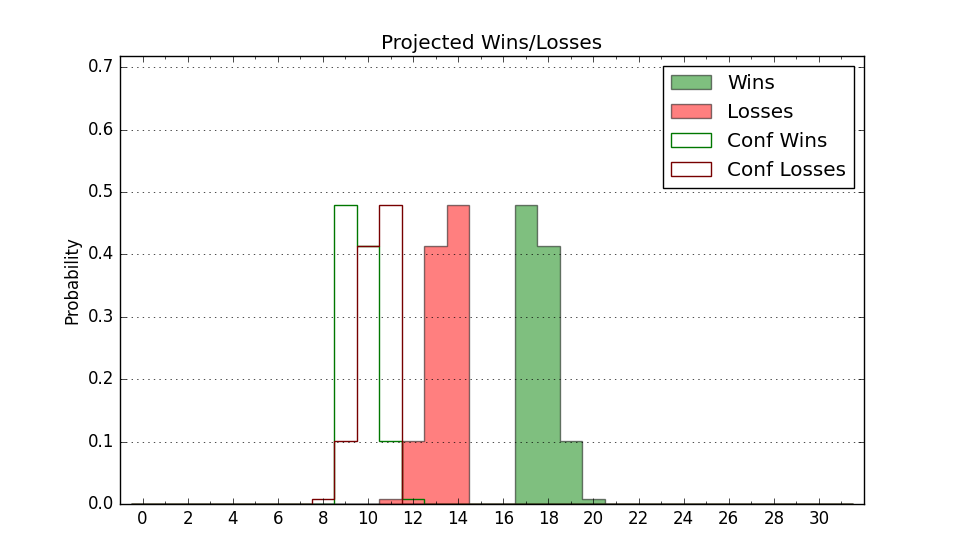 Projected Wins/Losses
0.7
0.6
0.5
0.4
0.3
0.2
0.1
0.0
Probability
Wins
Losses
Conf Wins
Conf Losses
0 2 4 6 8 10 12 14 16 18 20 22 24 26 28 30